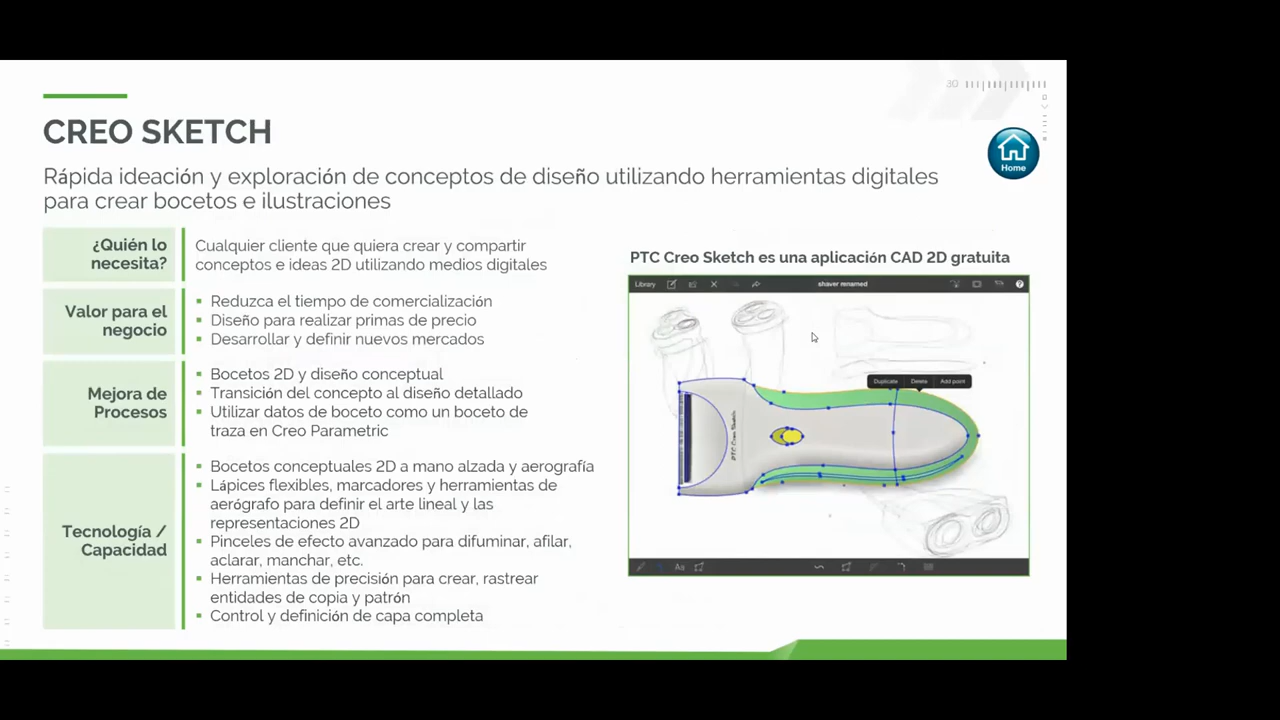 30
CREO SKETCH
Home
Rápida ideación y exploración de conceptos de diseño utilizando herramientas digitales
para crear bocetos e ilustraciones
¿Quién lo
necesita?
Cualquier cliente que quiera crear y compartir
conceptos e ideas 2D utilizando medios digitales
Valor para el
negocio
▪ Reduzca el tiempo de comercialización
▪ Diseño para realizar primas de precio
▪ Desarrollar y definir nuevos mercados
Mejora de
Procesos
▪ Bocetos 2D y diseño conceptual
▪ Transición del concepto al diseño detallado
▪ Utilizar datos de boceto como un boceto de
traza en Creo Parametric
Tecnología /
Capacidad
▪ Bocetos conceptuales 2D a mano alzada y aerografía
▪ Lápices flexibles, marcadores y herramientas de
aerógrafo para definir el arte lineal y las
representaciones 2D
▪ Pinceles de efecto avanzado para difuminar, afilar,
aclarar, manchar, etc.
▪ Herramientas de precisión para crear, rastrear
entidades de copia y patrón
▪ Control y definición de capa completa
PTC Creo Sketch es una aplicación CAD 2D gratuita
Library
shaver renamed
?
Duplicate Delete Add point
PTC Creo Sketch
Aa